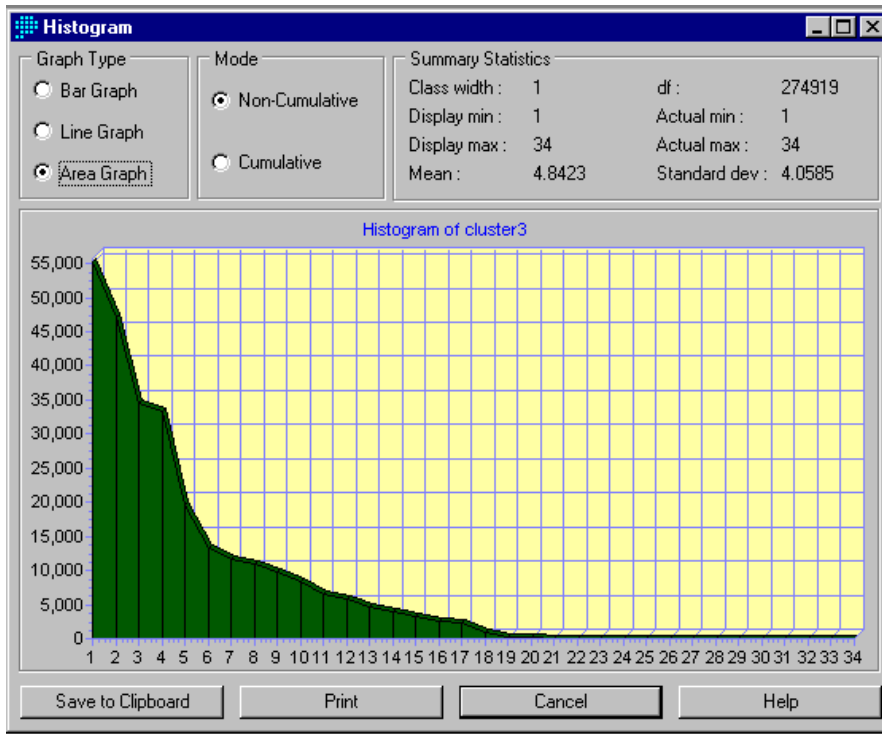 Histogram
Graph Type
Bar Graph
Line Graph
Area Graph
Mode
Non-Cumulative
Cumulative
Summary Statistics
Class width : 1 df : 274919
Display min : 1 Actual min : 1
Display max : 34 Actual max : 34
Mean : 4.8423 Standard dev : 4.0585
Histogram of cluster3
55,000
50,000
45,000
40,000
35,000
30,000
25,000
20,000
15,000
10,000
5,000
0
1 2 3 4 5 6 7 8 9 10 11 12 13 14 15 16 17 18 19 20 21 22 23 24 25 26 27 28 29 30 31 32 33 34
Save to Clipboard Print Cancel Help